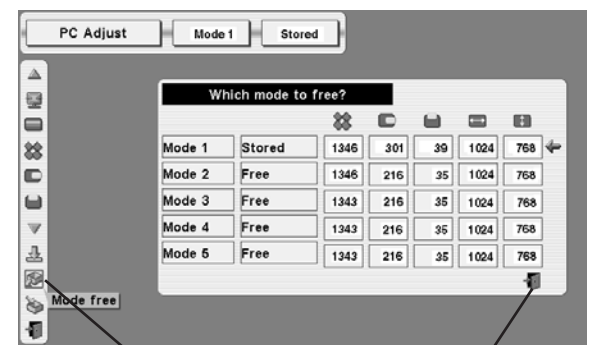 PC Adjust Mode 1 Stored
Which mode to free?
Mode 1 Stored 1346 301 39 1024 768
Mode 2 Free 1346 216 35 1024 768
Mode 3 Free 1343 216 35 1024 768
Mode 4 Free 1343 216 35 1024 768
Mode 5 Free 1343 216 35 1024 768
Mode free